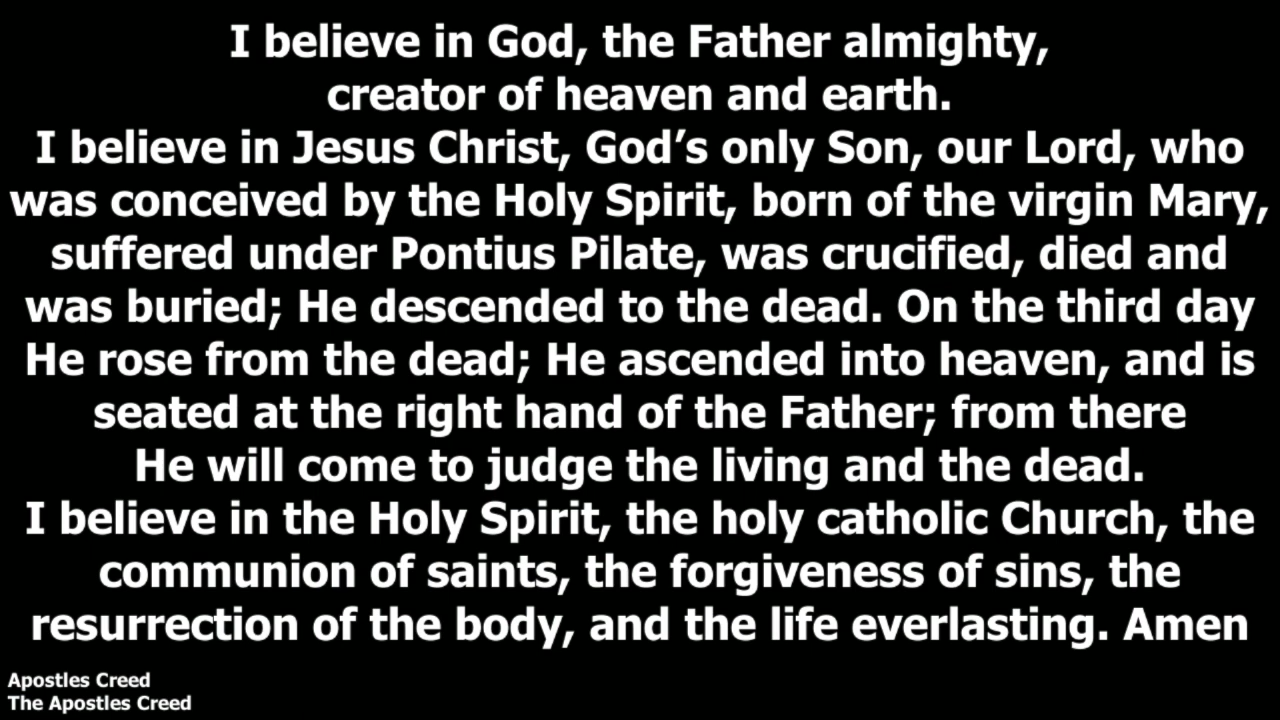 I believe in God, the Father almighty,
creator of heaven and earth.
I believe in Jesus Christ, God’s only Son, our Lord, who
was conceived by the Holy Spirit, born of the virgin Mary,
suffered under Pontius Pilate, was crucified, died and
was buried; He descended to the dead. On the third day
He rose from the dead; He ascended into heaven, and is
seated at the right hand of the Father; from there
He will come to judge the living and the dead.
I believe in the Holy Spirit, the holy catholic Church, the
communion of saints, the forgiveness of sins, the
resurrection of the body, and the life everlasting. Amen
Apostles Creed
The Apostles Creed